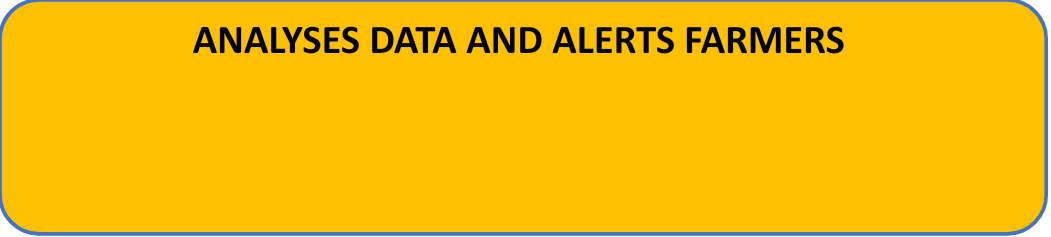 ANALYSES DATA AND ALERTS FARMERS